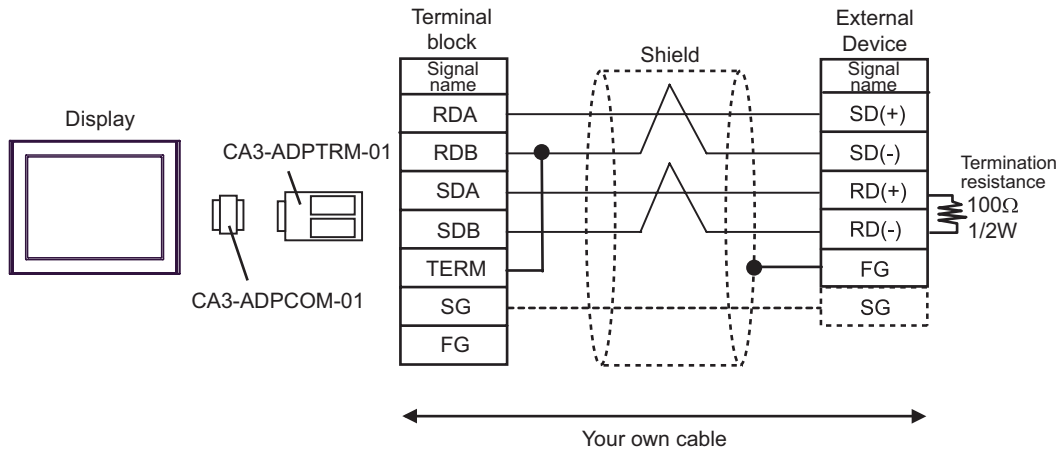 Display
CA3-ADPTRM-01
CA3-ADPCOM-01
Terminal
block
Signal
name
RDA
RDB
SDA
SDB
TERM
SG
FG
Shield
External
Device
Signal
name
SD(+)
SD(-)
RD(+)
RD(-)
FG
SG
Termination
resistance
100Ω
1/2W
Your own cable